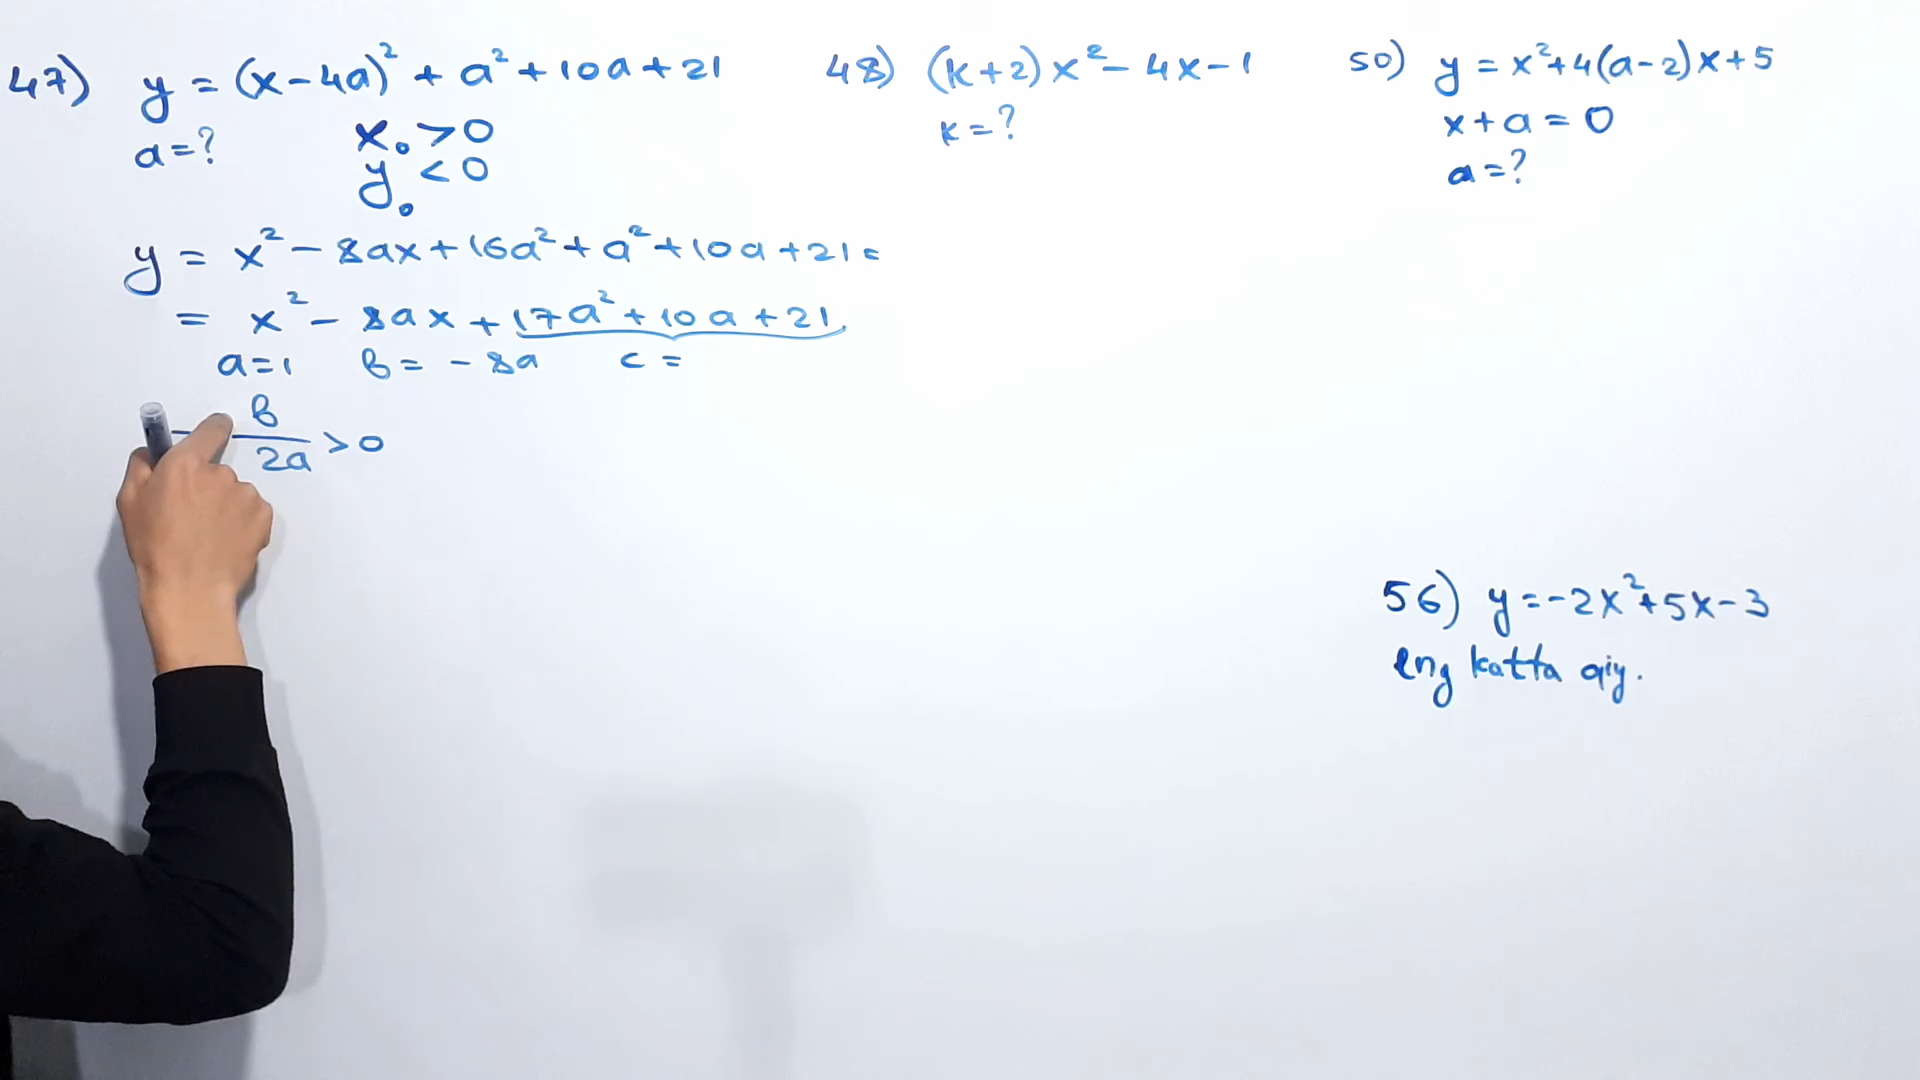 47) y = (x-4a)² + a² + 10a + 21
a = ? x₀ > 0
y₀ < 0
y = x² - 8ax + 16a² + a² + 10a + 21 =
= x² - 8ax + 17a² + 10a + 21
a = 1 b = - 8a c =
- b / 2a > 0
48) (k+2)x² - 4x - 1
k = ?
50) y = x² + 4(a-2)x + 5
x + a = 0
a = ?
56) y = -2x² + 5x - 3
eng katta qiy.